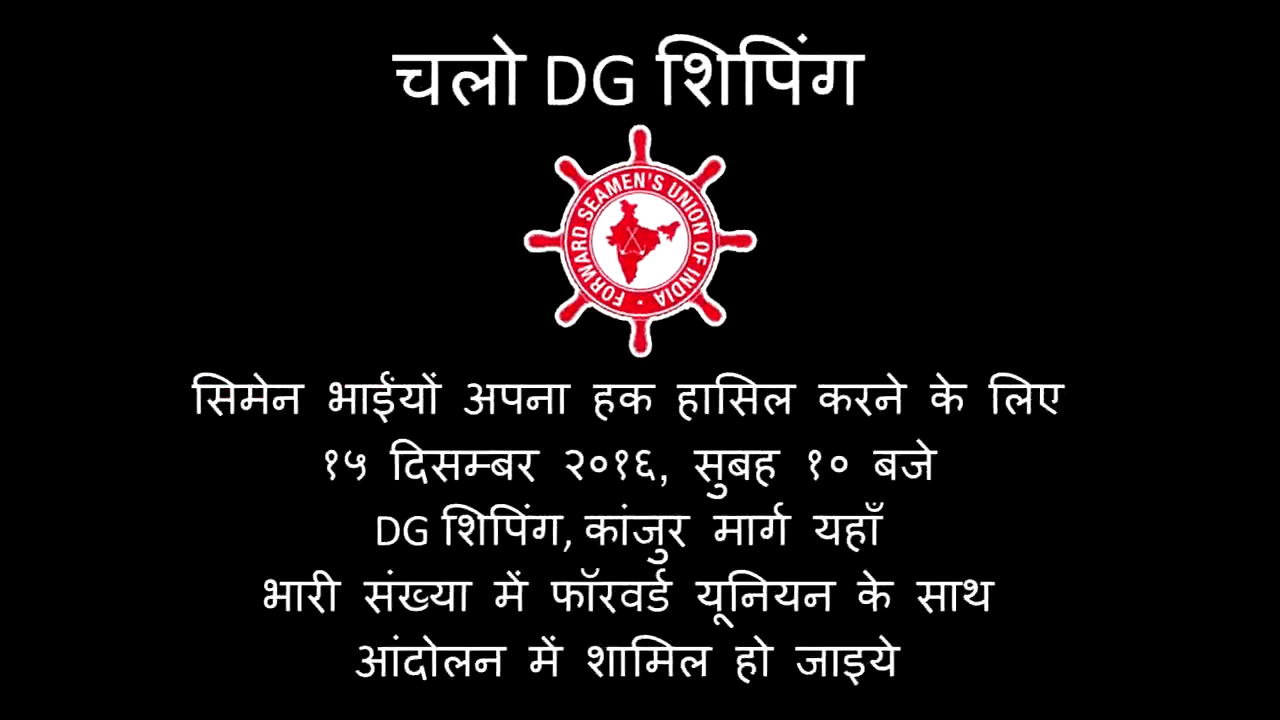 चलो DG शिपिंग
FORWARD SEAMEN'S UNION OF INDIA
सिमेन भाईंयों अपना हक हासिल करने के लिए
१५ दिसम्बर २०१६, सुबह १० बजे
DG शिपिंग, कांजुर मार्ग यहाँ
भारी संख्या में फॉरवर्ड यूनियन के साथ
आंदोलन में शामिल हो जाइये